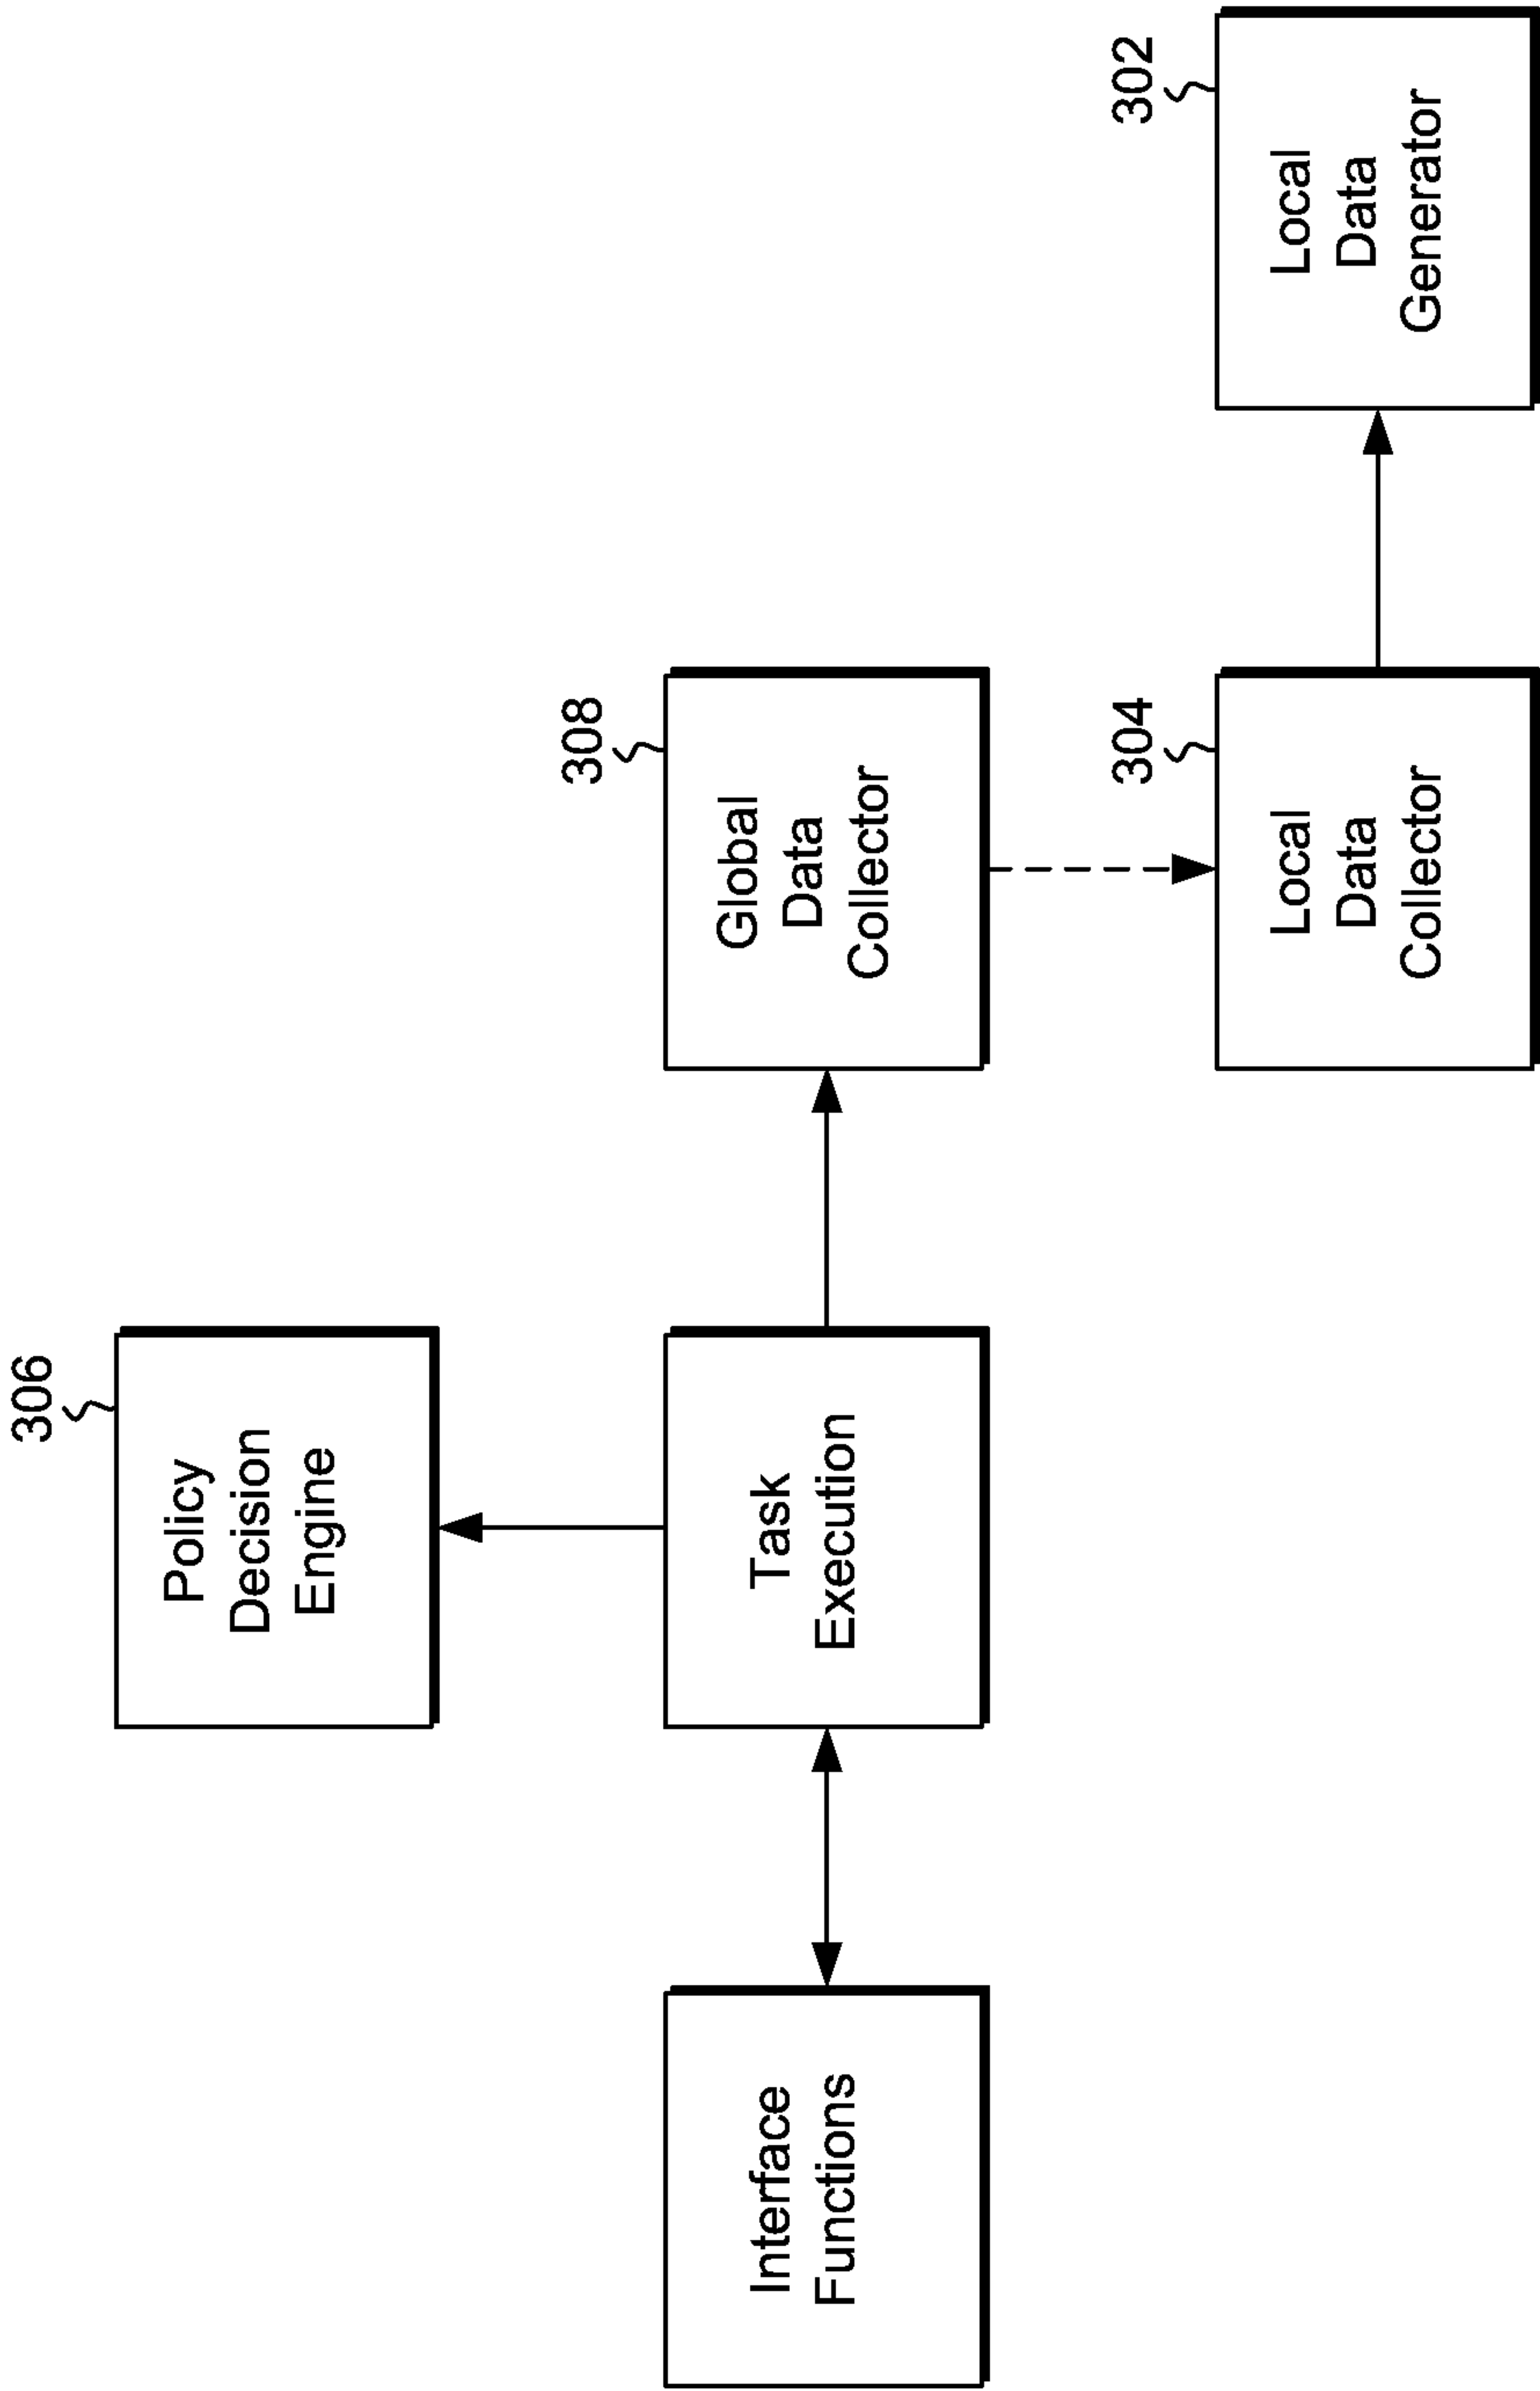 306
Policy
Decision
Engine
Interface
Functions
Task
Execution
308
Global
Data
Collector
304
Local
Data
Collector
302
Local
Data
Generator